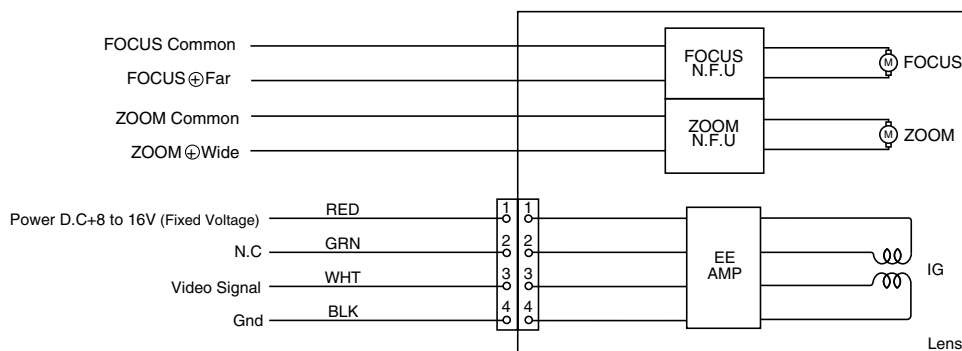 FOCUS Common
FOCUS⊕Far
ZOOM Common
ZOOM⊕Wide
FOCUS
N.F.U
M
FOCUS
ZOOM
N.F.U
M
ZOOM
Power D.C+8 to 16V (Fixed Voltage)
RED
1
1
N.C
GRN
2
2
Video Signal
WHT
3
3
Gnd
BLK
4
4
EE
AMP
IG
Lens